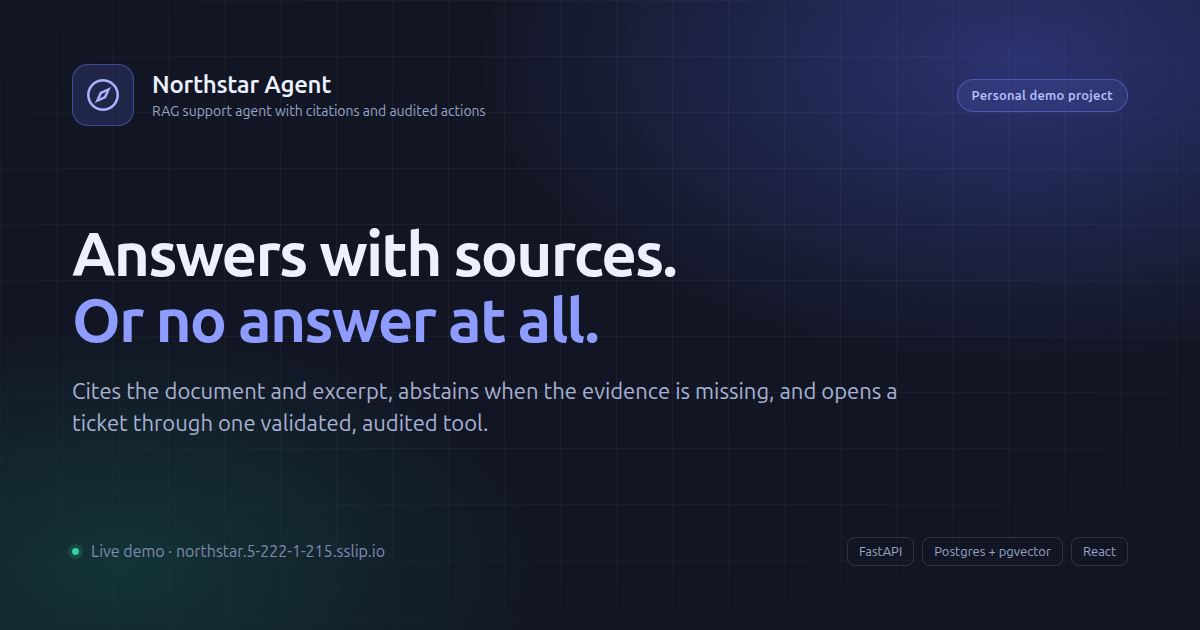 Northstar Agent
RAG support agent with citations and audited actions
Personal demo project
Answers with sources.
Or no answer at all.
Cites the document and excerpt, abstains when the evidence is missing, and opens a
ticket through one validated, audited tool.
Live demo · northstar.5-222-1-215.sslip.io
FastAPI
Postgres + pgvector
React